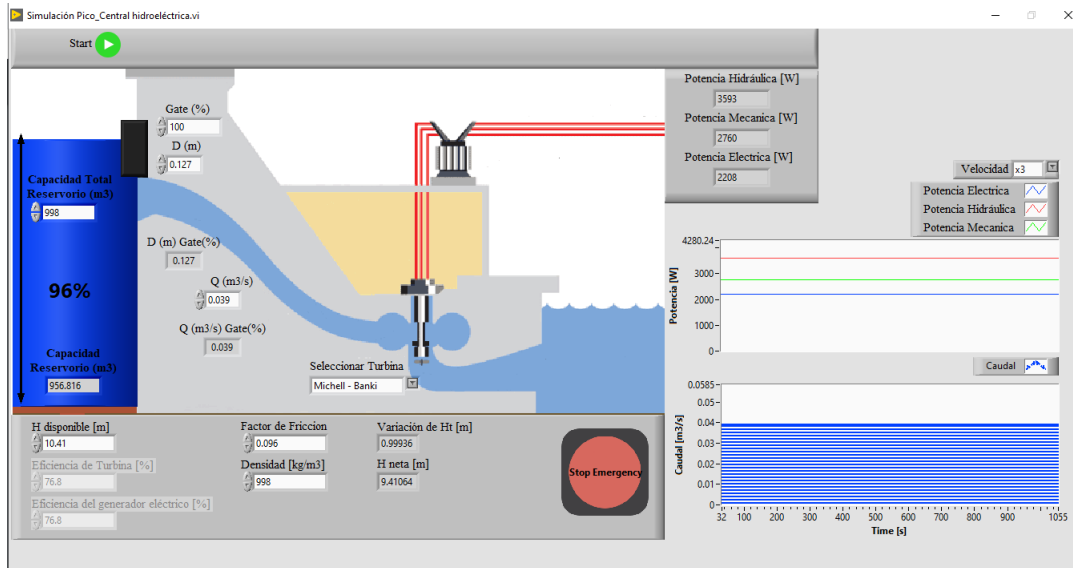 Simulación Pico_Central hidroeléctrica.vi
Start
Gate (%)
100
D (m)
0.127
Capacidad Total
Reservorio (m3)
998
D (m) Gate(%)
0.127
96%
Q (m3/s)
0.039
Q (m3/s) Gate(%)
0.039
Capacidad
Reservorio (m3)
956.816
Seleccionar Turbina
Michell - Banki
Potencia Hidráulica [W]
3593
Potencia Mecanica [W]
2760
Potencia Electrica [W]
2208
Velocidad x3
Potencia Electrica
Potencia Hidráulica
Potencia Mecanica
Potencia [W]
4280.24
3000
2000
1000
0
Caudal
Caudal [m3/s]
0.0585
0.05
0.04
0.03
0.02
0.01
0
32 100 200 300 400 500 600 700 800 900 1055
Time [s]
H disponible [m]
10.41
Eficiencia de Turbina [%]
76.8
Eficiencia del generador eléctrico [%]
76.8
Factor de Friccion
0.096
Densidad [kg/m3]
998
Variación de Ht [m]
0.99936
H neta [m]
9.41064
Stop Emergency